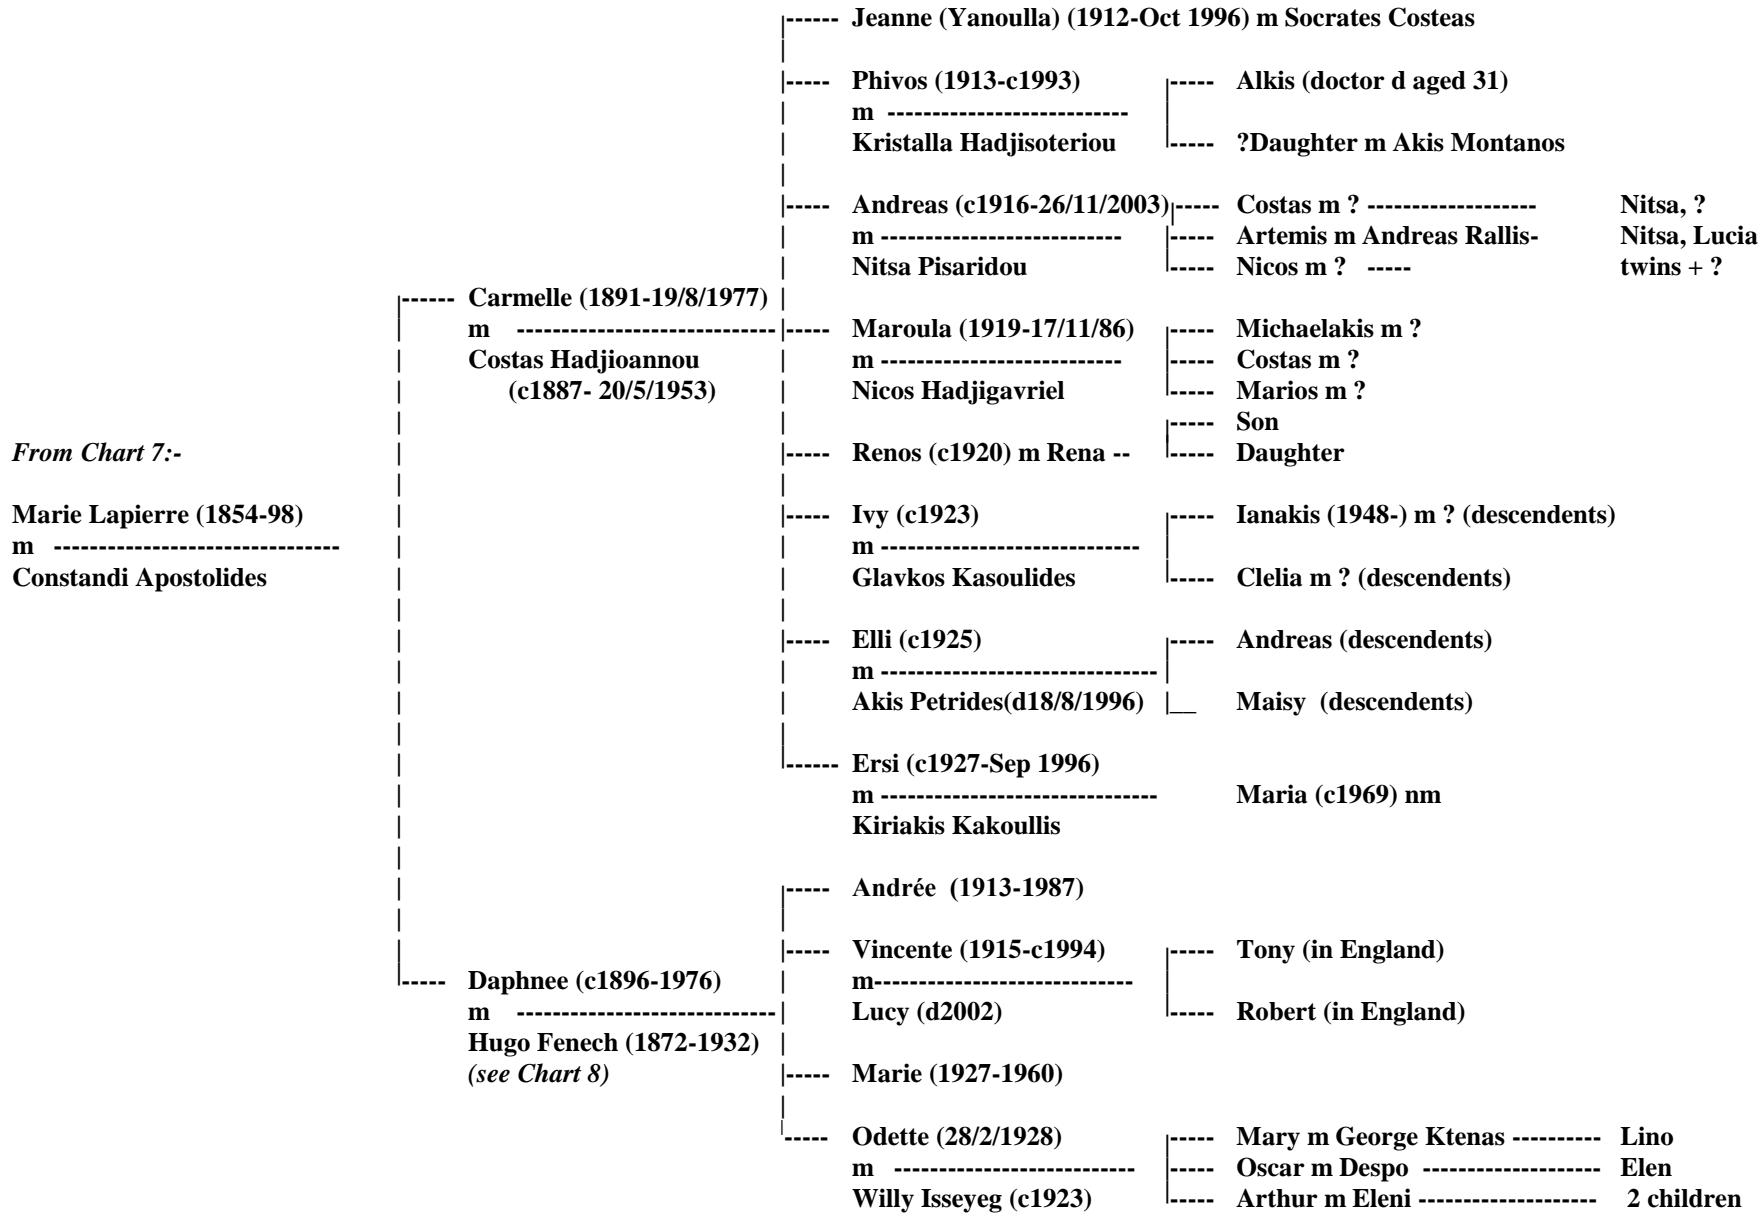 Jeanne (Yanoulla) (1912-Oct 1996) m Socrates Costeas
Phivos (1913-c1993) Alkis (doctor d aged 31)
m
Kristalla Hadjisoteriou ?Daughter m Akis Montanos
Andreas (c1916-26/11/2003) Costas m ? Nitsa, ?
m Artemis m Andreas Rallis- Nitsa, Lucia
Nitsa Pisaridou Nicos m ? twins + ?
Carmelle (1891-19/8/1977)
m Maroula (1919-17/11/86) Michaelakis m ?
Costas Hadjioannou m Costas m ?
(c1887- 20/5/1953) Nicos Hadjigavriel Marios m ?
Son
From Chart 7:- Renos (c1920) m Rena -- Daughter
Marie Lapierre (1854-98) Ivy (c1923) Ianakis (1948-) m ? (descendents)
m m
Constandi Apostolides Glavkos Kasoulides Clelia m ? (descendents)
Elli (c1925) Andreas (descendents)
m
Akis Petrides(d18/8/1996) Maisy (descendents)
Ersi (c1927-Sep 1996)
m Maria (c1969) nm
Kiriakis Kakoullis
Andrée (1913-1987)
Vincente (1915-c1994) Tony (in England)
Daphnee (c1896-1976) m
m Lucy (d2002) Robert (in England)
Hugo Fenech (1872-1932)
(see Chart 8) Marie (1927-1960)
Odette (28/2/1928) Mary m George Ktenas Lino
m Oscar m Despo Elen
Willy Isseyeg (c1923) Arthur m Eleni 2 children